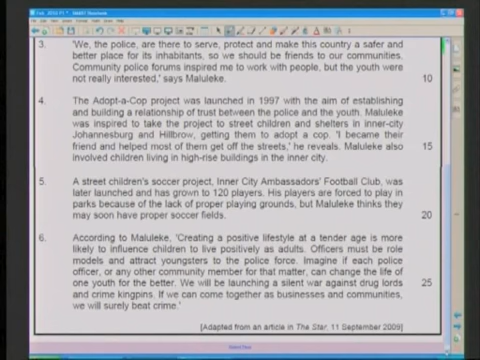 3. 'We, the police, are there to serve, protect and make this country a safer and
better place for its inhabitants, so we should be friends to our communities.
Community police forums inspired me to work with people, but the youth were
not really interested,' says Maluleke. 10
4. The Adopt-a-Cop project was launched in 1997 with the aim of establishing
and building a relationship of trust between the police and the youth. Maluleke
was inspired to take the project to street children and shelters in inner-city
Johannesburg and Hillbrow, getting them to adopt a cop. 'I became their
friend and helped most of them get off the streets,' he reveals. Maluleke also 15
involved children living in high-rise buildings in the inner city.
5. A street children's soccer project, Inner City Ambassadors' Football Club, was
later launched and has grown to 120 players. His players are forced to play in
parks because of the lack of proper playing grounds, but Maluleke thinks they
may soon have proper soccer fields. 20
6. According to Maluleke, 'Creating a positive lifestyle at a tender age is more
likely to influence children to live positively as adults. Officers must be role
models and attract youngsters to the police force. Imagine if each police
officer, or any other community member for that matter, can change the life of
one youth for the better. We will be launching a silent war against drug lords 25
and crime kingpins. If we can come together as businesses and communities,
we will surely beat crime.'
[Adapted from an article in The Star, 11 September 2009]